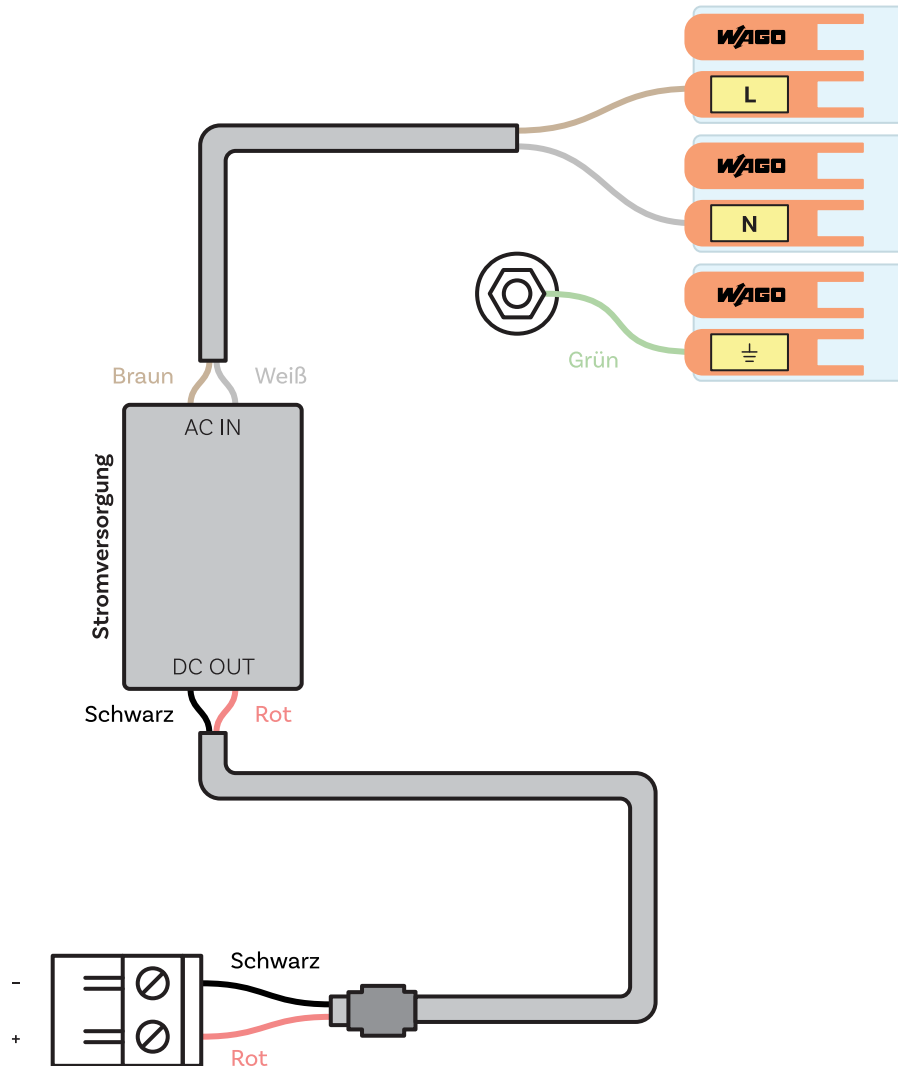 WAGO
L
WAGO
N
WAGO
Grün
Braun
Weiß
AC IN
Stromversorgung
DC OUT
Schwarz
Rot
Schwarz
-
+
Rot